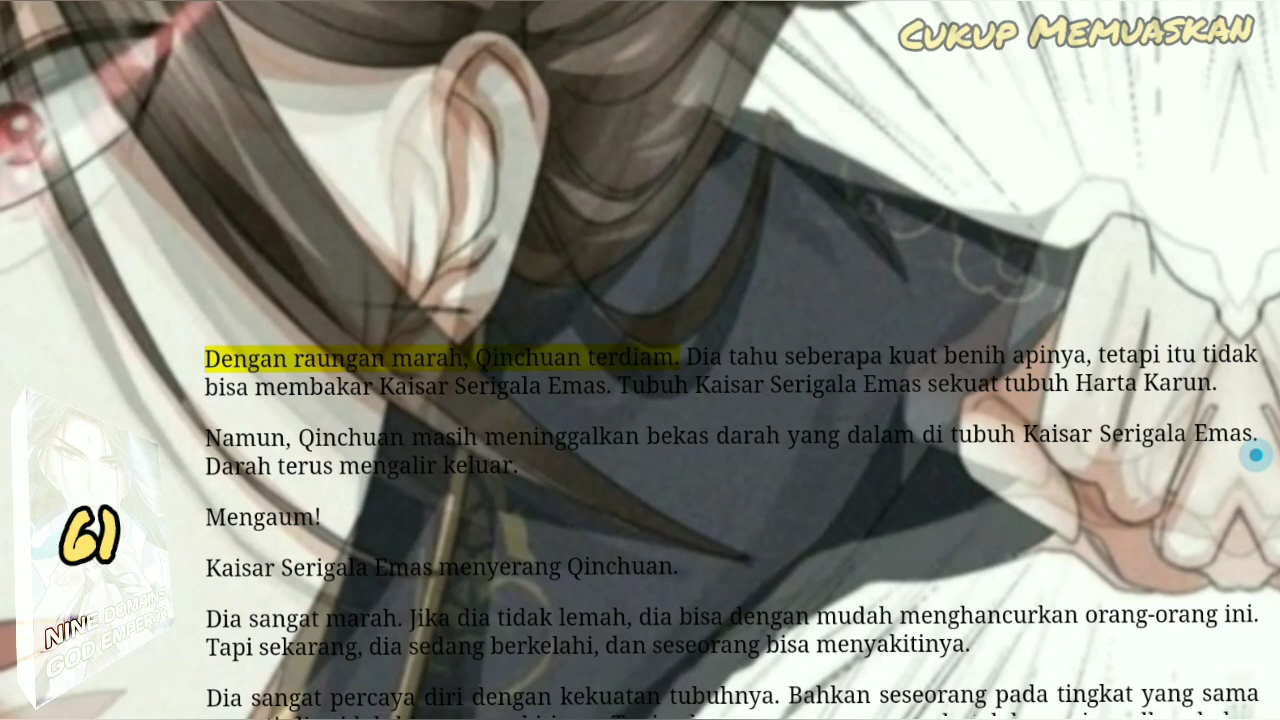 Cukup Memuaskan
Dengan raungan marah, Qinchuan terdiam. Dia tahu seberapa kuat benih apinya, tetapi itu tidak
bisa membakar Kaisar Serigala Emas. Tubuh Kaisar Serigala Emas sekuat tubuh Harta Karun.
Namun, Qinchuan masih meninggalkan bekas darah yang dalam di tubuh Kaisar Serigala Emas.
Darah terus mengalir keluar.
Mengaum!
Kaisar Serigala Emas menyerang Qinchuan.
Dia sangat marah. Jika dia tidak lemah, dia bisa dengan mudah menghancurkan orang-orang ini.
Tapi sekarang, dia sedang berkelahi, dan seseorang bisa menyakitinya.
Dia sangat percaya diri dengan kekuatan tubuhnya. Bahkan seseorang pada tingkat yang sama
61
NINE DOMAINS
GOD EMPEROR